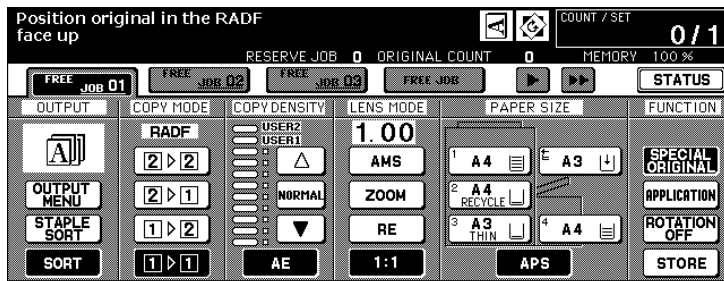 Position original in the RADF
face up
COUNT / SET
0 / 1
RESERVE JOB 0 ORIGINAL COUNT 0 MEMORY 100 %
FREE JOB 01 FREE JOB 02 FREE JOB 03 FREE JOB STATUS
OUTPUT COPY MODE COPY DENSITY LENS MODE PAPER SIZE FUNCTION
RADF USER2 1.00
USER1
A 2 ▷ 2 △ AMS 1 A4 A3 SPECIAL
ORIGINAL
OUTPUT
MENU 2 ▷ 1 NORMAL ZOOM 2 A4
RECYCLE APPLICATION
STAPLE
SORT 1 ▷ 2 ▼ RE 3 A3
THIN 4 A4 ROTATION
OFF
SORT 1 ▷ 1 AE 1:1 APS STORE